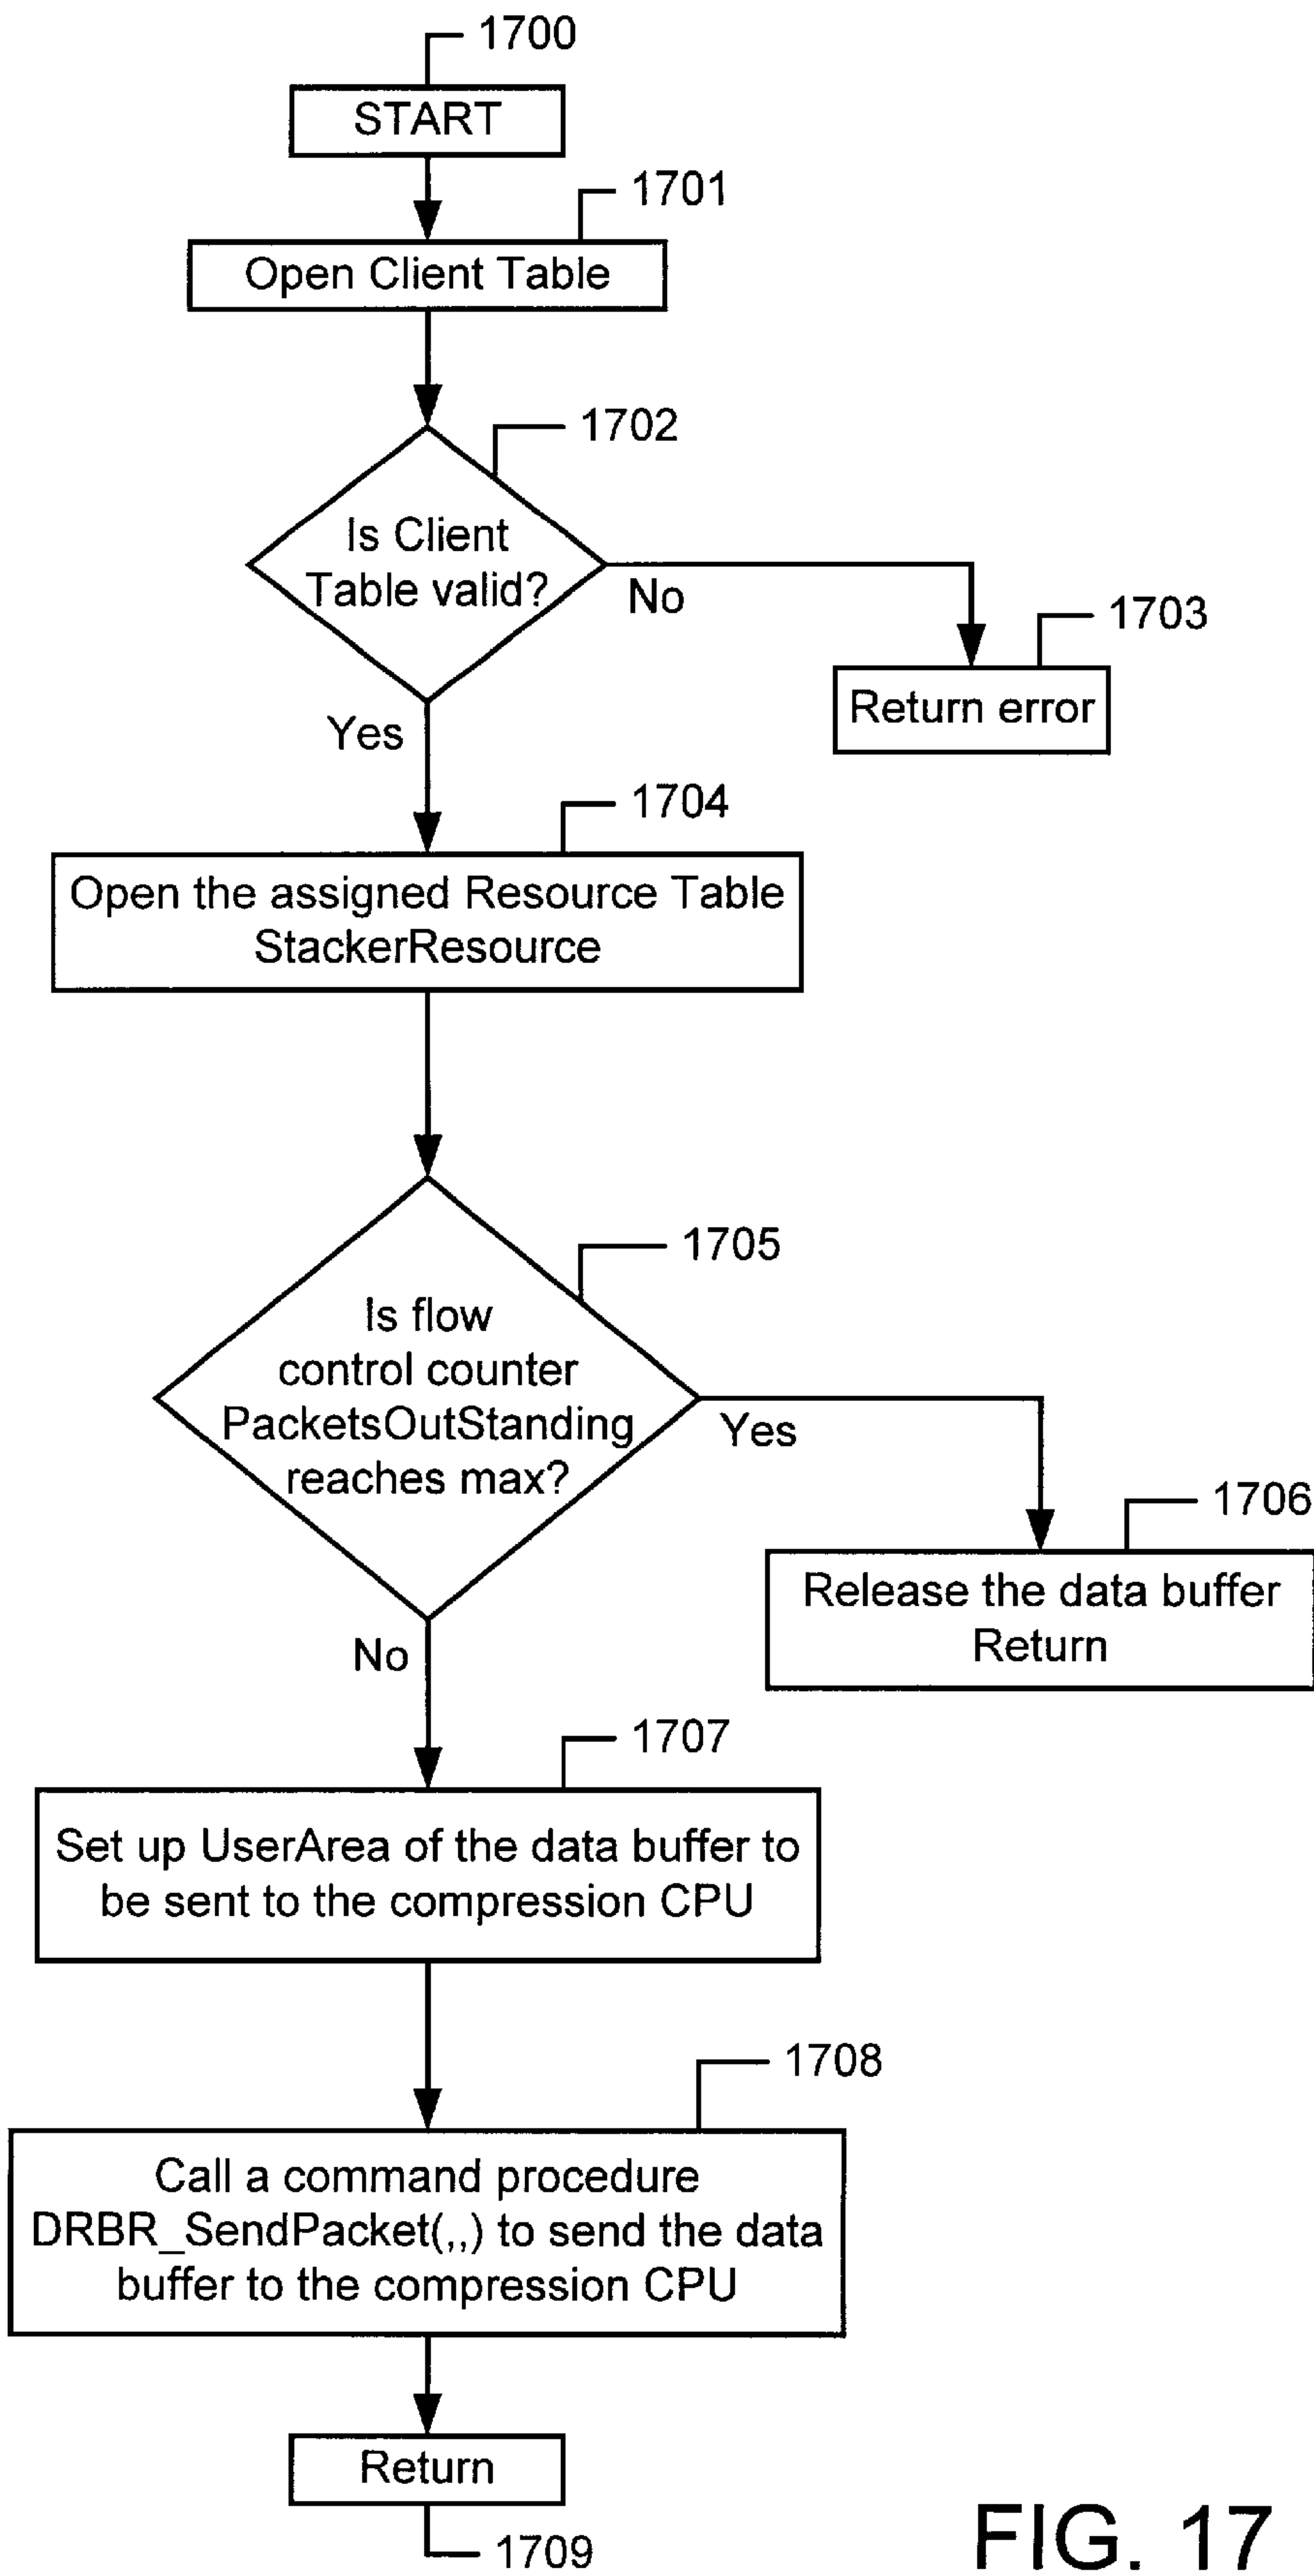 1700
START
1701
Open Client Table
1702
Is Client
Table valid?
No
1703
Return error
Yes
1704
Open the assigned Resource Table
StackerResource
1705
Is flow
control counter
PacketsOutStanding
reaches max?
Yes
1706
Release the data buffer
Return
No
1707
Set up UserArea of the data buffer to
be sent to the compression CPU
1708
Call a command procedure
DRBR_SendPacket(,,) to send the data
buffer to the compression CPU
Return
1709
FIG. 17